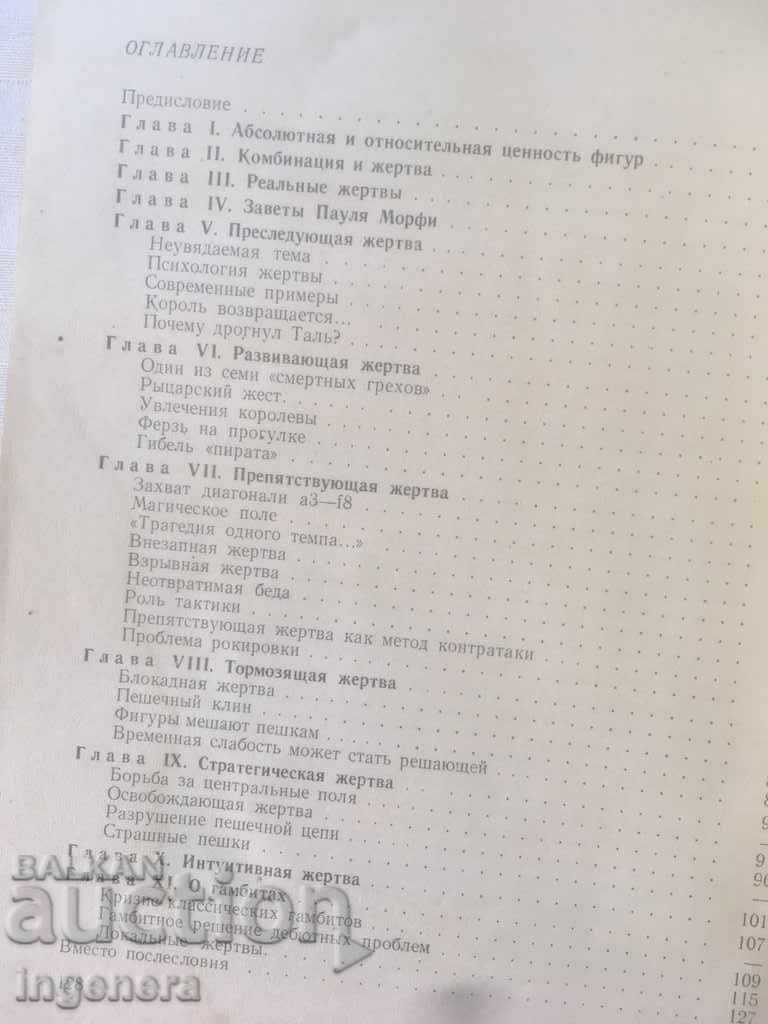 ОГЛАВЛЕНИЕ
Предисловие
Глава I. Абсолютная и относительная ценность фигур
Глава II. Комбинация и жертва
Глава III. Реальные жертвы
Глава IV. Заветы Пауля Морфи
Глава V. Преследующая жертва
Неувядаемая тема
Психология жертвы
Современные примеры
Король возвращается...
Почему дрогнул Таль?
Глава VI. Развивающая жертва
Один из семи «смертных грехов»
Рыцарский жест.
Увлечения королевы
Ферзь на прогулке
Гибель «пирата»
Глава VII. Препятствующая жертва
Захват диагонали a3—f8
Магическое поле
«Трагедия одного темпа...»
Внезапная жертва
Взрывная жертва
Неотвратимая беда
Роль тактики
Препятствующая жертва как метод контратаки
Проблема рокировки
Глава VIII. Тормозящая жертва
Блокадная жертва
Пешечный клин
Фигуры мешают пешкам
Временная слабость может стать решающей
Глава IX. Стратегическая жертва
Борьба за центральные поля
Освобождающая жертва
Разрушение пешечной цепи
Страшные пешки
Глава X. Интуитивная жертва
Глава XI. О гамбитах
Кризис классических гамбитов 101
Гамбитное решение дебютных проблем 107
Локальные жертвы. —
Вместо послесловия 109
115
127
128
BALKAN
auction
ingenera